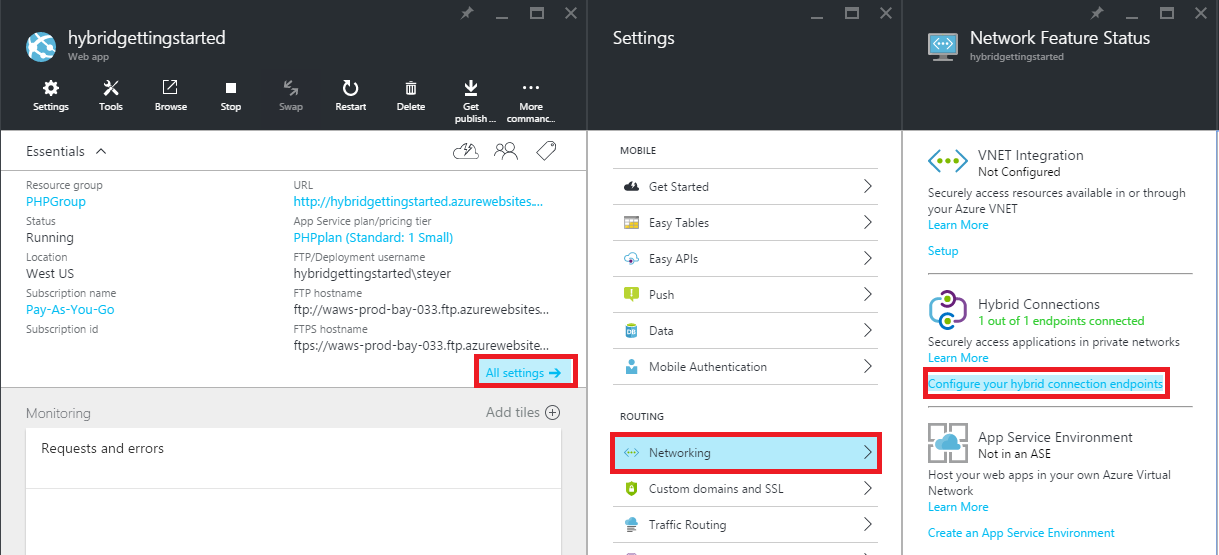 hybridgettingstarted
Web app
Settings
Tools
Browse
Stop
Swap
Restart
Delete
Get
publish ...
More
commanc...
Essentials
Resource group
PHPGroup
Status
Running
Location
West US
Subscription name
Pay-As-You-Go
Subscription id
URL
http://hybridgettingstarted.azurewebsites....
App Service plan/pricing tier
PHPplan (Standard: 1 Small)
FTP/Deployment username
hybridgettingstarted\steyer
FTP hostname
ftp://waws-prod-bay-033.ftp.azurewebsites...
FTPS hostname
ftps://waws-prod-bay-033.ftp.azurewebsite...
All settings
Monitoring
Add tiles
Requests and errors
Settings
MOBILE
Get Started
Easy Tables
Easy APIs
Push
Data
Mobile Authentication
ROUTING
Networking
Custom domains and SSL
Traffic Routing
Network Feature Status
hybridgettingstarted
VNET Integration
Not Configured
Securely access resources available in or through
your Azure VNET
Learn More
Setup
Hybrid Connections
1 out of 1 endpoints connected
Securely access applications in private networks
Learn More
Configure your hybrid connection endpoints
App Service Environment
Not in an ASE
Host your web apps in your own Azure Virtual
Network
Learn More
Create an App Service Environment